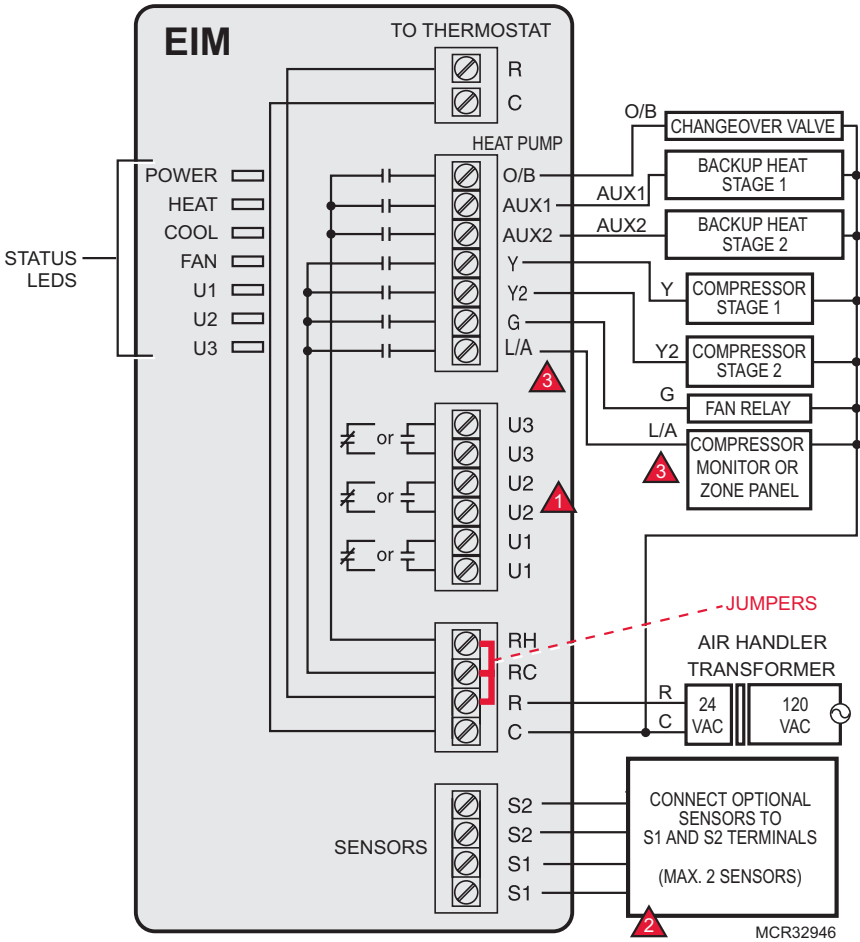 EIM
TO THERMOSTAT
R
C
HEAT PUMP
O/B
AUX1
AUX2
Y
Y2
G
L/A
3
STATUS
LEDS
POWER
HEAT
COOL
FAN
U1
U2
U3
O/B
CHANGEOVER VALVE
AUX1
BACKUP HEAT
STAGE 1
AUX2
BACKUP HEAT
STAGE 2
Y
COMPRESSOR
STAGE 1
Y2
COMPRESSOR
STAGE 2
G
FAN RELAY
L/A
3
COMPRESSOR
MONITOR OR
ZONE PANEL
or
U3
U3
or
U2
U2
1
or
U1
U1
JUMPERS
RH
RC
R
C
AIR HANDLER
TRANSFORMER
R
C
24
VAC
120
VAC
SENSORS
S2
S2
S1
S1
CONNECT OPTIONAL
SENSORS TO
S1 AND S2 TERMINALS
(MAX. 2 SENSORS)
2
MCR32946